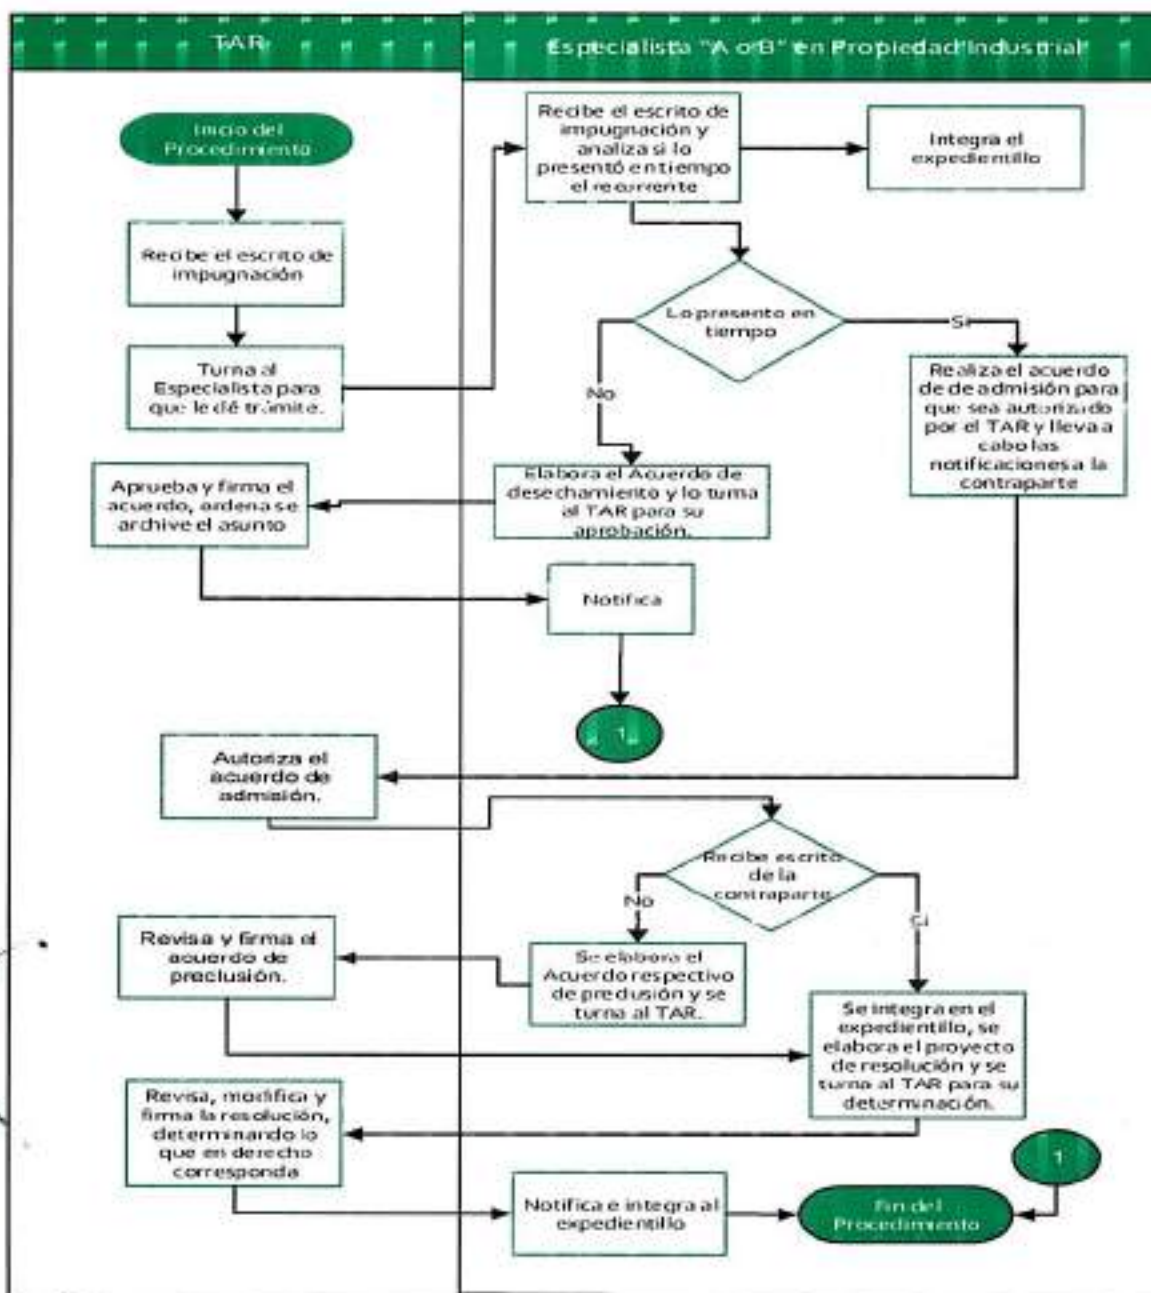 TAR
Especialista "A o B" en Propiedad Industrial
Inicio del
Procedimiento
Recibe el escrito de
impugnación
Turna al
Especialista para
que le dé trámite.
Recibe el escrito de
impugnación y
analiza si lo
presentó en tiempo
el recurrente
Integra el
expedientillo
Lo presento en
tiempo
Si
No
Realiza el acuerdo
de de admisión para
que sea autorizado
por el TAR y lleva a
cabo las
notificaciones a la
contraparte
Elabora el Acuerdo de
desechamiento y lo turna
al TAR para su
aprobación.
Aprueba y firma el
acuerdo, ordena se
archive el asunto
Notifica
1
Autoriza el
acuerdo de
admisión.
Recibe escrito
de la
contraparte
No
Si
Se elabora el
Acuerdo respectivo
de preclusión y se
turna al TAR.
Revisa y firma el
acuerdo de
preclusión.
Se integra en el
expedientillo, se
elabora el proyecto
de resolución y se
turna al TAR para su
determinación.
Revisa, modifica y
firma la resolución,
determinando lo
que en derecho
corresponda
Notifica e integra al
expedientillo
1
Fin del
Procedimiento